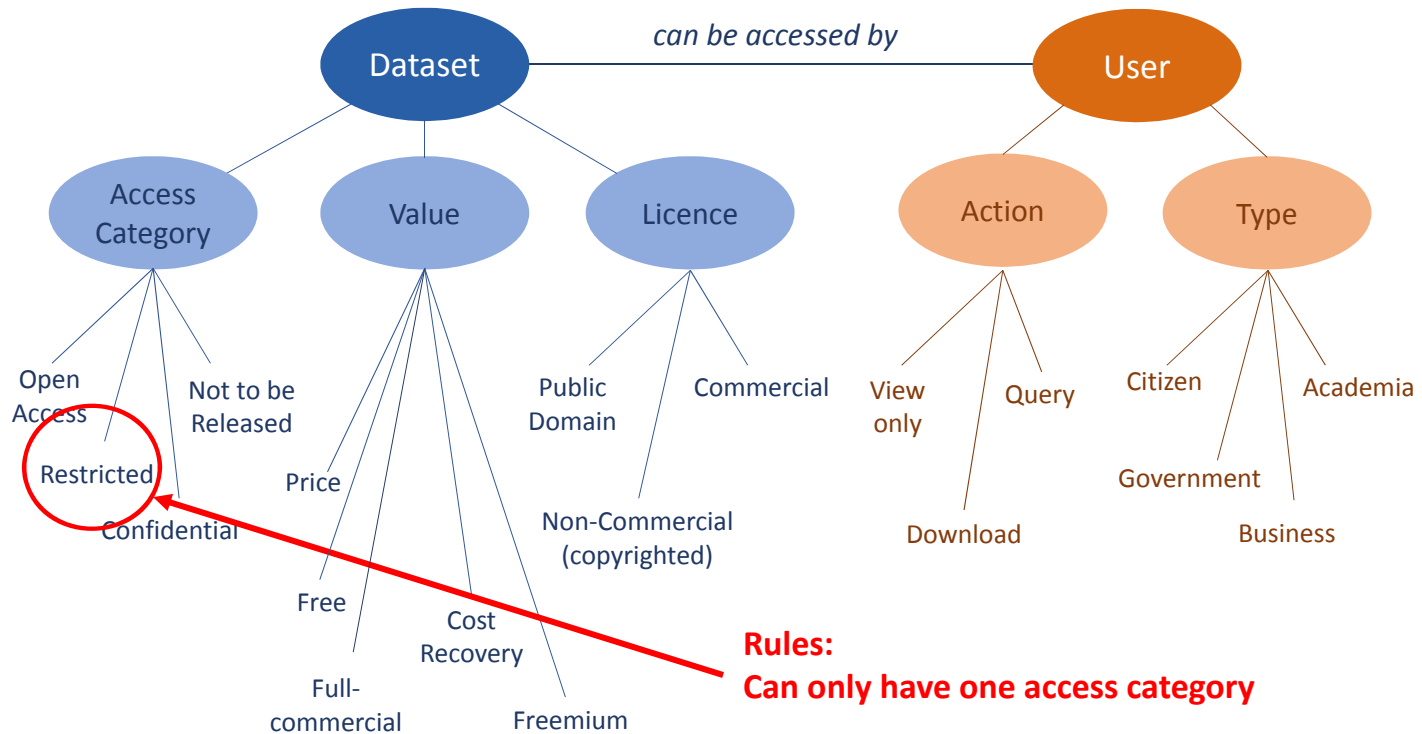 can be accessed by
Dataset
User
Access
Category
Value
Licence
Action
Type
Open
Access
Not to be
Released
Restricted
Confidential
Price
Free
Full-
commercial
Cost
Recovery
Freemium
Public
Domain
Commercial
Non-Commercial
(copyrighted)
View
only
Query
Download
Citizen
Academia
Government
Business
Rules:
Can only have one access category